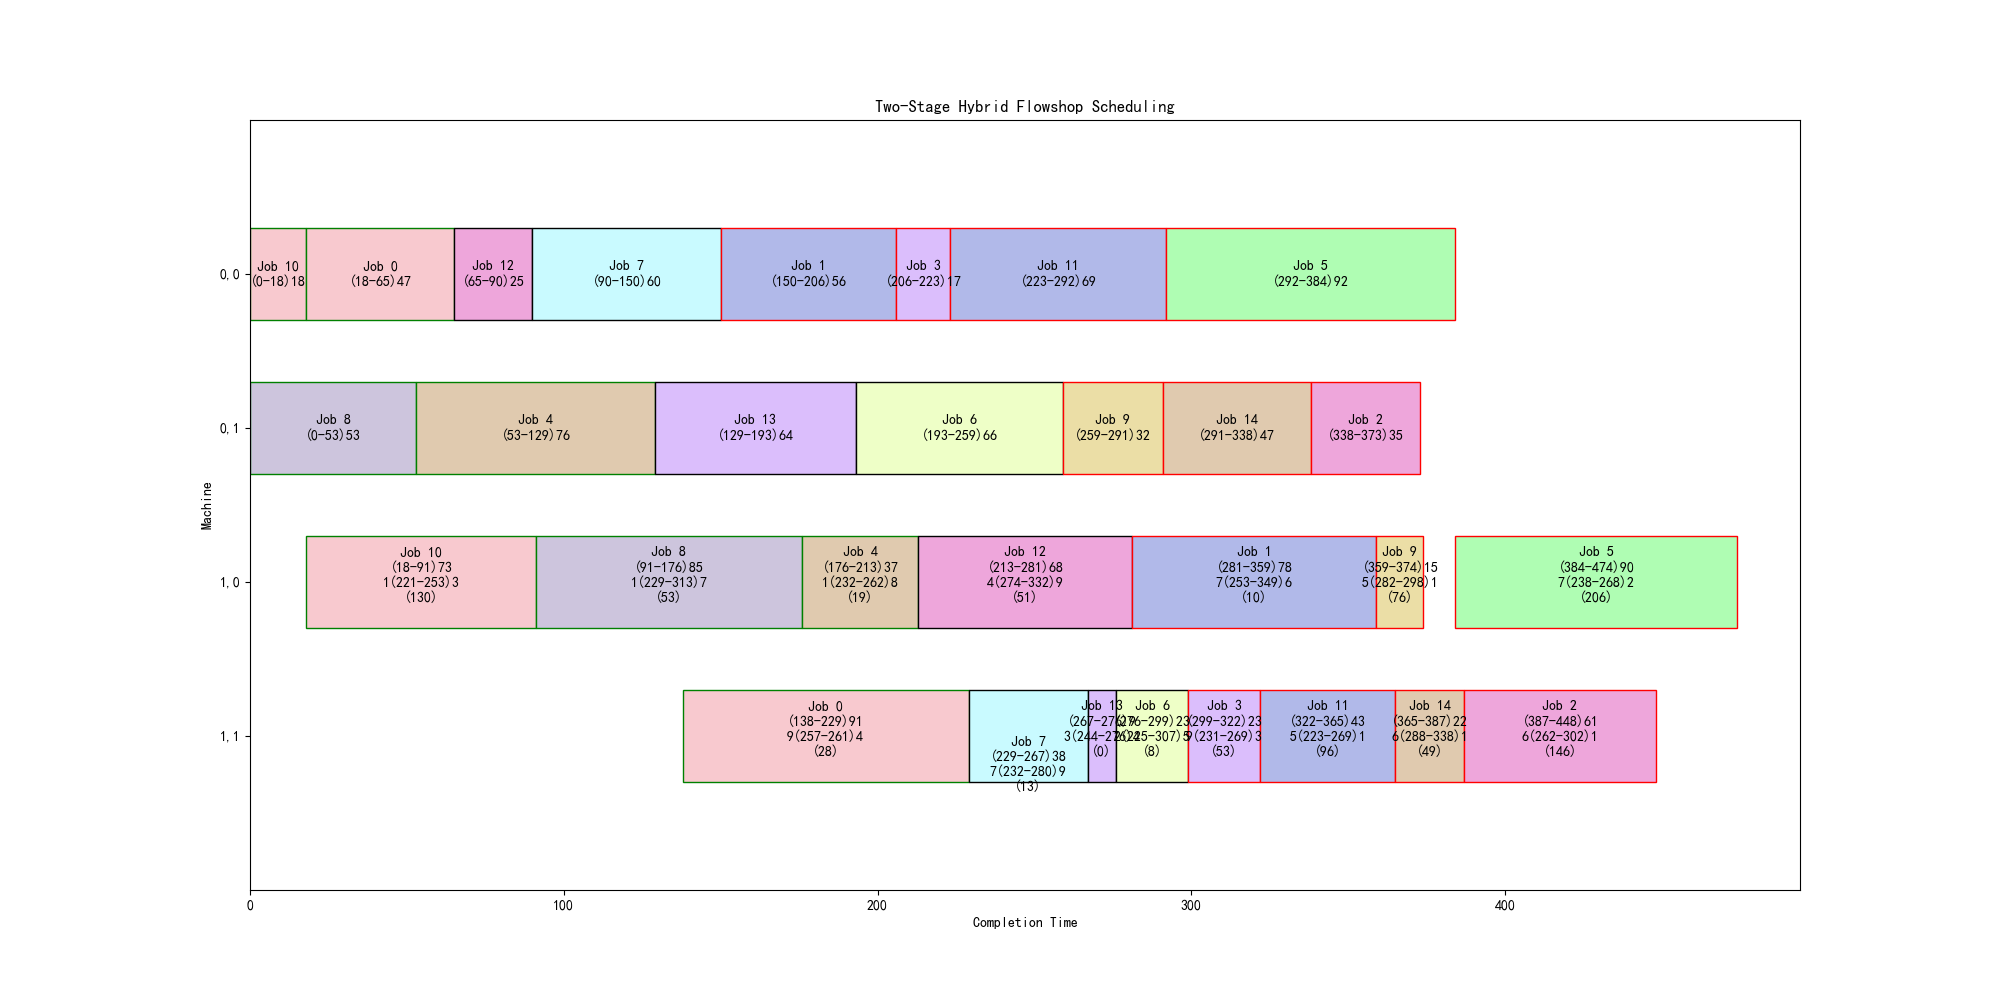 Two-Stage Hybrid Flowshop Scheduling
0,0
Job 10
(0-18)18
Job 0
(18-65)47
Job 12
(65-90)25
Job 7
(90-150)60
Job 1
(150-206)56
Job 3
(206-223)17
Job 11
(223-292)69
Job 5
(292-384)92
0,1
Job 8
(0-53)53
Job 4
(53-129)76
Job 13
(129-193)64
Job 6
(193-259)66
Job 9
(259-291)32
Job 14
(291-338)47
Job 2
(338-373)35
Machine
1,0
Job 10
(18-91)73
1(221-253)3
(130)
Job 8
(91-176)85
1(229-313)7
(53)
Job 4
(176-213)37
1(232-262)8
(19)
Job 12
(213-281)68
4(274-332)9
(51)
Job 1
(281-359)78
7(253-349)6
(10)
Job 9
(359-374)15
5(282-298)1
(76)
Job 5
(384-474)90
7(238-268)2
(206)
1,1
Job 0
(138-229)91
9(257-261)4
(28)
Job 7
(229-267)38
7(232-280)9
(13)
Job 13
(267-276)9
(0)
Job 6
(276-299)23
(8)
Job 3
(299-322)23
9(231-269)3
(53)
Job 11
(322-365)43
5(223-269)1
(96)
Job 14
(365-387)22
6(288-338)1
(49)
Job 2
(387-448)61
6(262-302)1
(146)
0
100
200
300
400
Completion Time